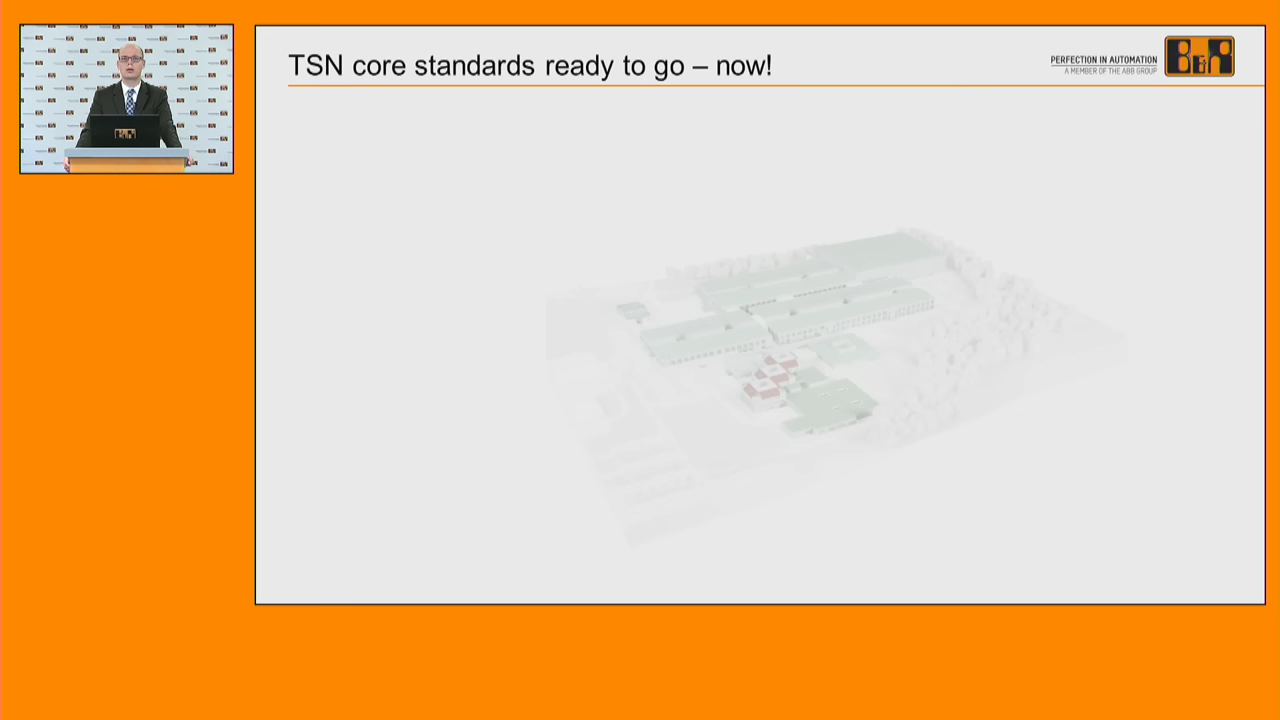 TSN core standards ready to go – now!
PERFECTION IN AUTOMATION
A MEMBER OF THE ABB GROUP
B&R
B&R